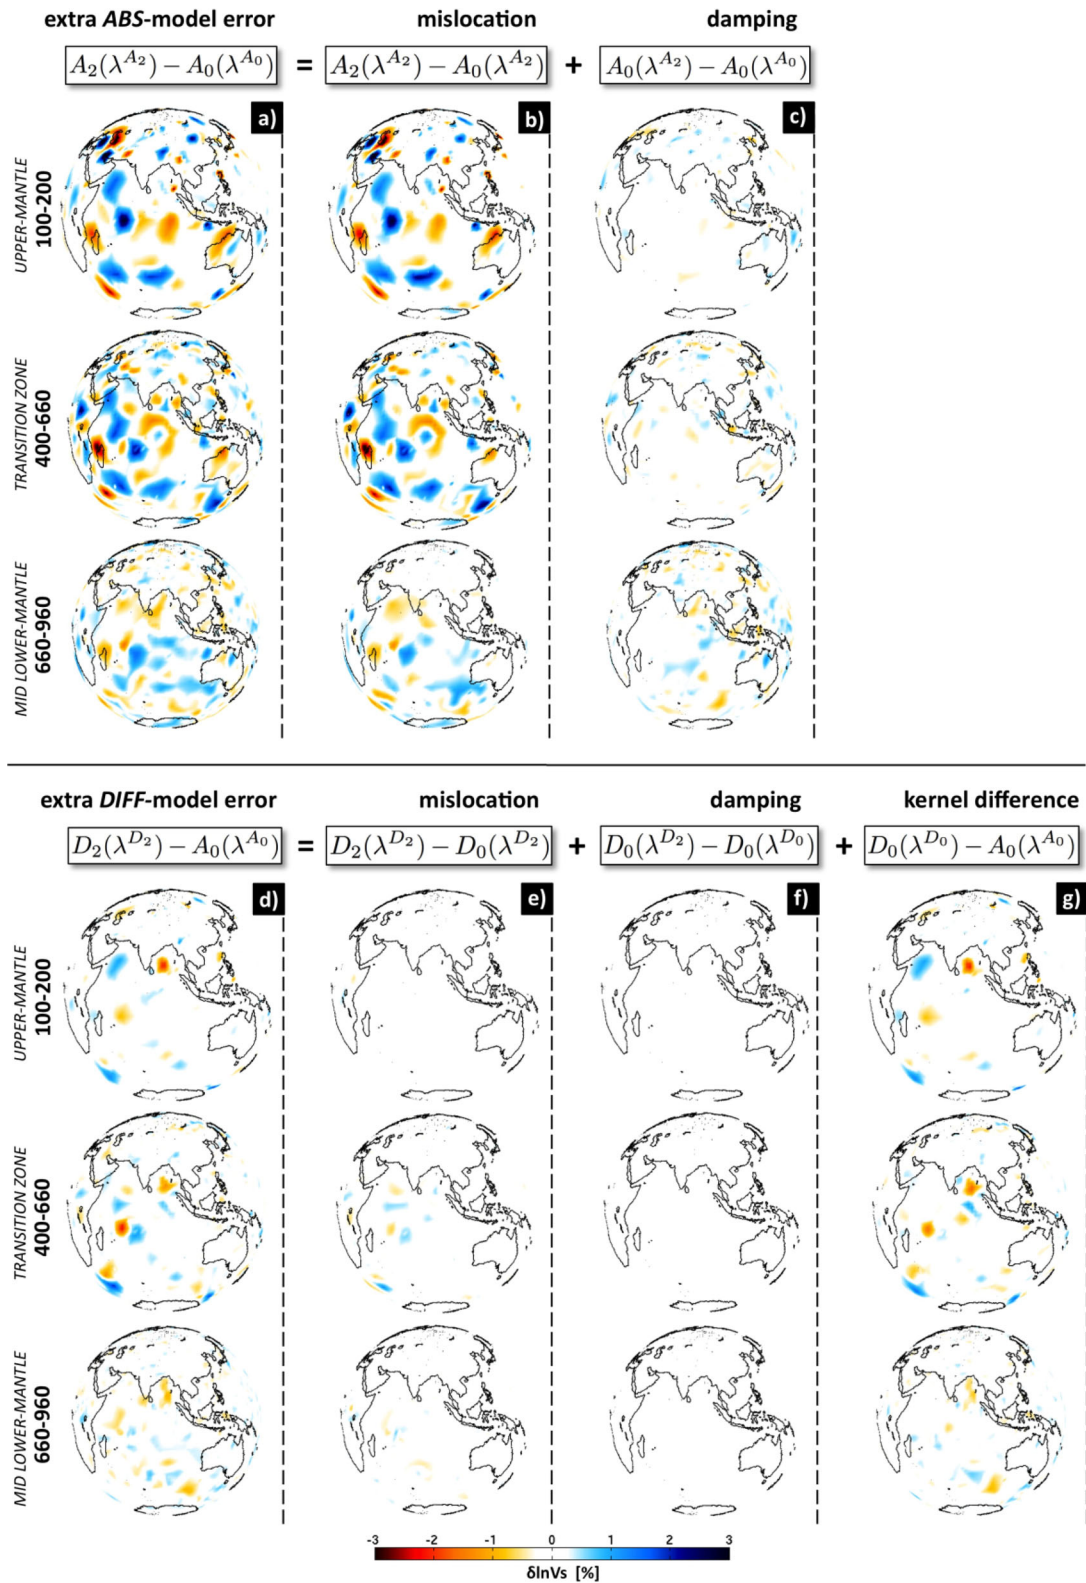 extra ABS-model error mislocation damping
A₂(λ^A₂) − A₀(λ^A₀) = A₂(λ^A₂) − A₀(λ^A₂) + A₀(λ^A₂) − A₀(λ^A₀)
a) b) c)
UPPER-MANTLE
100-200
TRANSITION ZONE
400-660
MID LOWER-MANTLE
660-960
extra DIFF-model error mislocation damping kernel difference
D₂(λ^D₂) − A₀(λ^A₀) = D₂(λ^D₂) − D₀(λ^D₂) + D₀(λ^D₂) − D₀(λ^D₀) + D₀(λ^D₀) − A₀(λ^A₀)
d) e) f) g)
UPPER-MANTLE
100-200
TRANSITION ZONE
400-660
MID LOWER-MANTLE
660-960
-3 -2 -1 0 1 2 3
δlnVs [%]